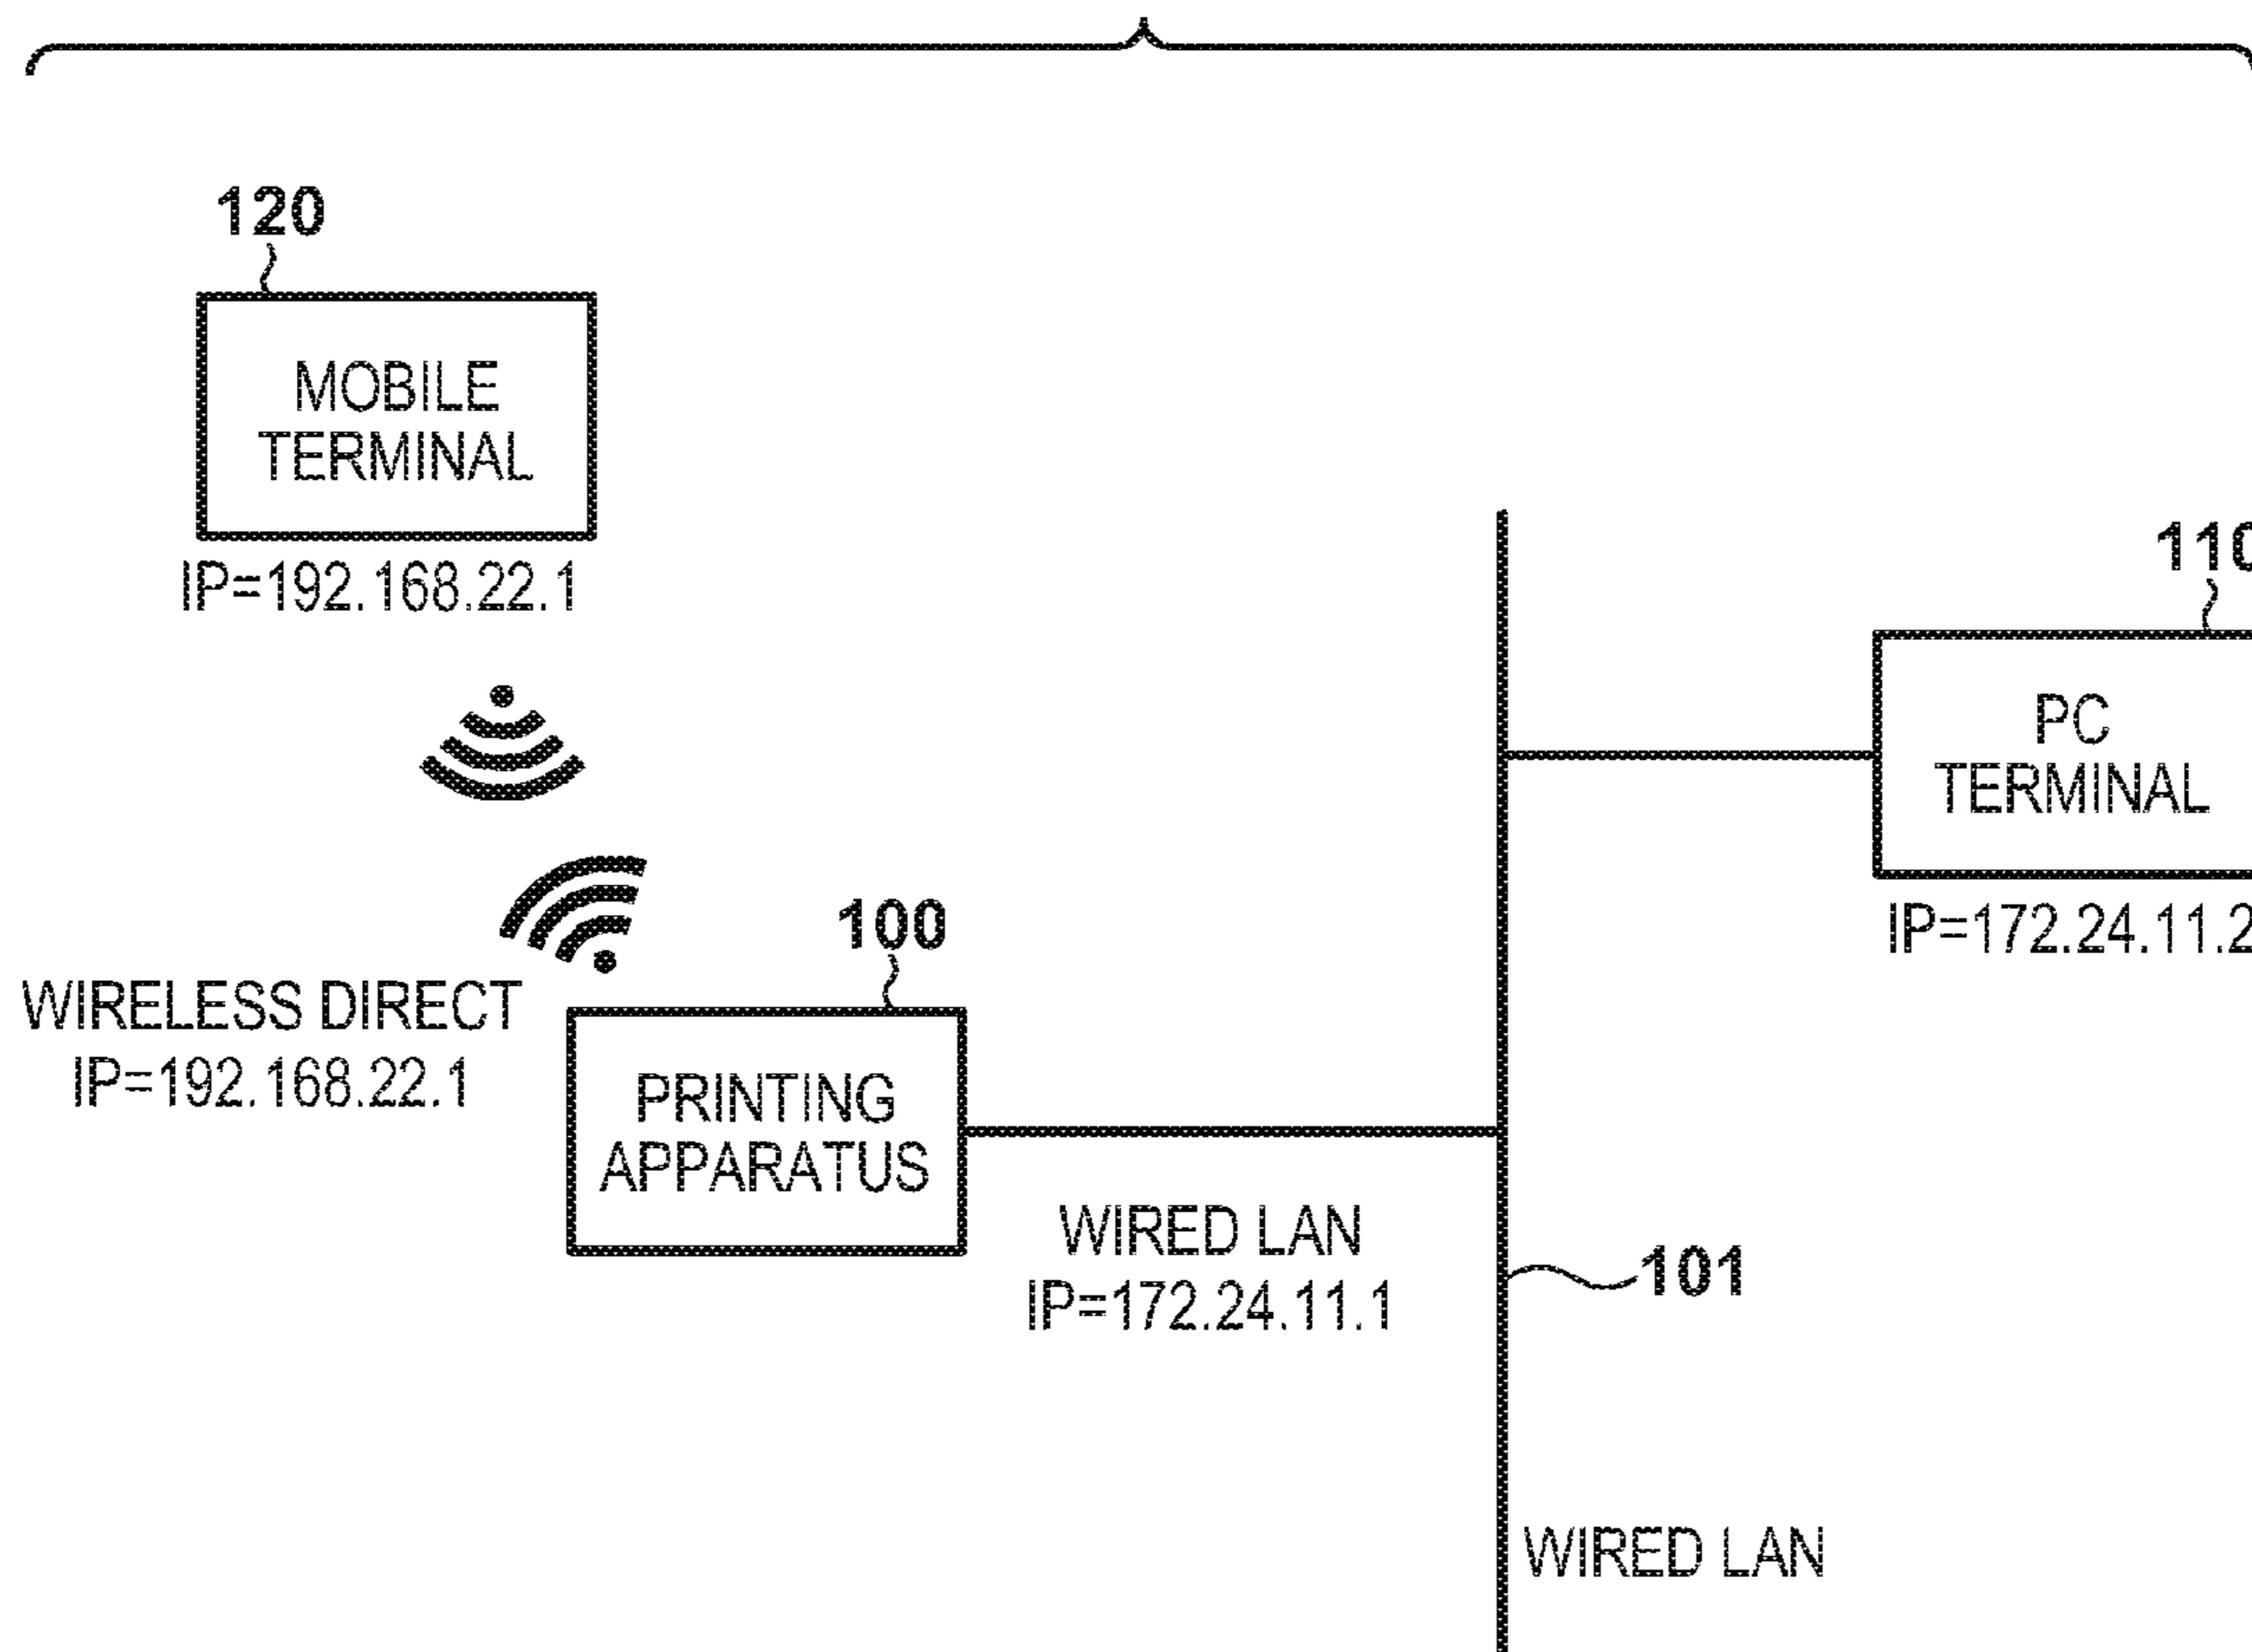 120
MOBILE
TERMINAL
IP=192.168.22.1
110
PC
TERMINAL
IP=172.24.11.2
100
WIRELESS DIRECT
IP=192.168.22.1
PRINTING
APPARATUS
WIRED LAN
IP=172.24.11.1
101
WIRED LAN